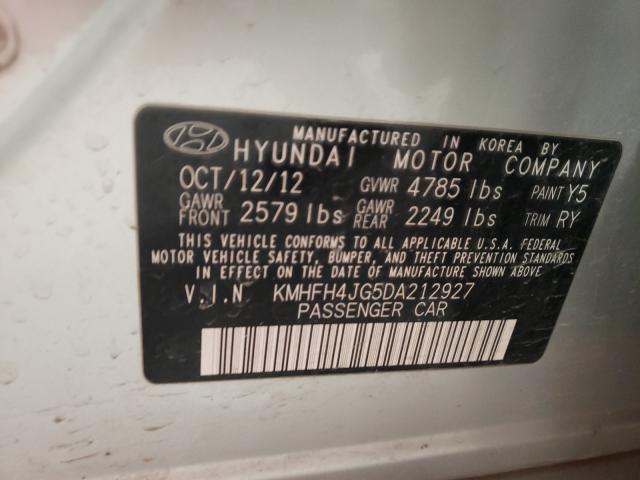 MANUFACTURED IN KOREA BY
HYUNDAI MOTOR COMPANY
OCT/12/12 GVWR 4785 lbs PAINT Y5
GAWR FRONT 2579 lbs GAWR REAR 2249 lbs TRIM RY
THIS VEHICLE CONFORMS TO ALL APPLICABLE U.S.A. FEDERAL
MOTOR VEHICLE SAFETY, BUMPER, AND THEFT PREVENTION STANDARDS
IN EFFECT ON THE DATE OF MANUFACTURE SHOWN ABOVE
V.I.N KMHFH4JG5DA212927
PASSENGER CAR